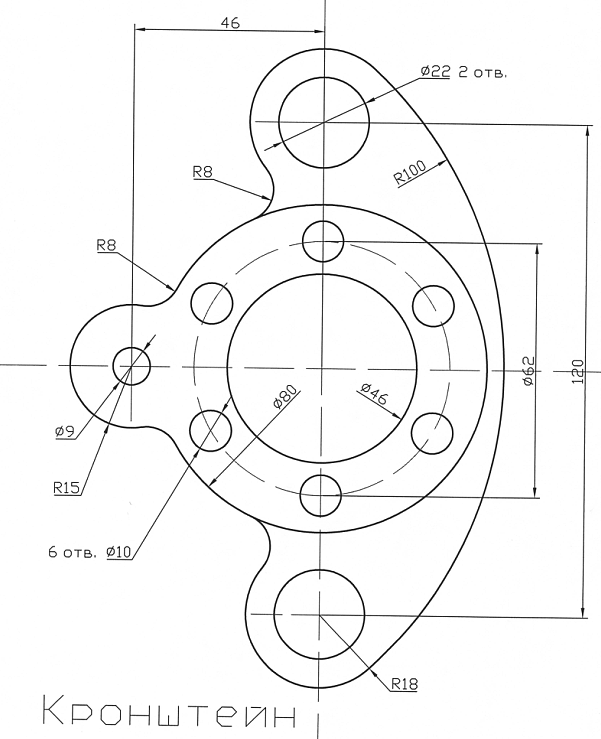 46
Ø22 2 отв.
R8
R100
R8
Ø62
120
Ø80
Ø46
Ø9
R15
6 отв. Ø10
R18
Кронштейн